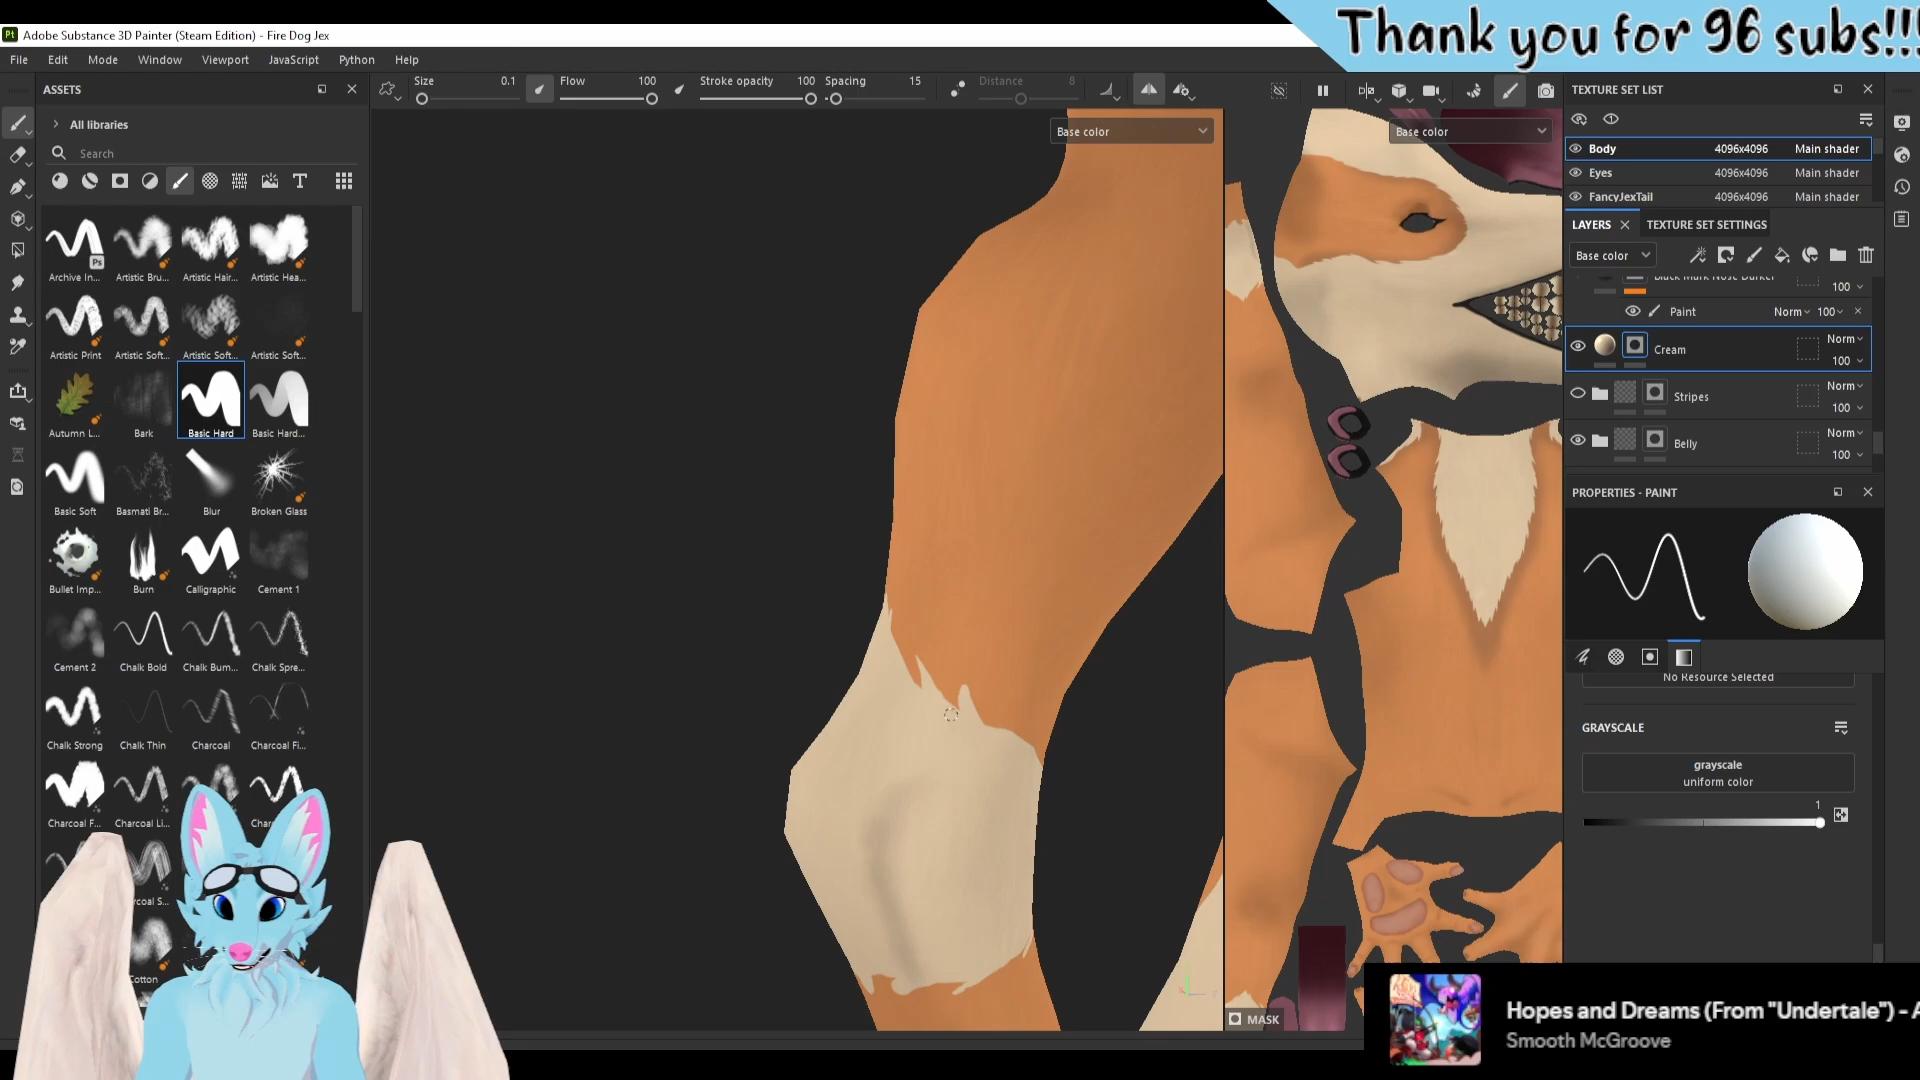 Thank you for 96 subs!!!
Adobe Substance 3D Painter (Steam Edition) - Fire Dog Jex
File Edit Mode Window Viewport JavaScript Python Help
ASSETS
Size 0.1 Flow 100 Stroke opacity 100 Spacing 15 Distance 8
All libraries
Search
Archive In... Artistic Bru... Artistic Hair... Artistic Hea...
Artistic Print Artistic Soft... Artistic Soft... Artistic Soft...
Autumn L... Bark Basic Hard Basic Hard...
Basic Soft Basmati Br... Blur Broken Glass
Bullet Imp... Burn Calligraphic Cement 1
Cement 2 Chalk Bold Chalk Bum... Chalk Spre...
Chalk Strong Chalk Thin Charcoal Charcoal Fi...
Charcoal F... Charcoal Li...
Cotton
Base color
Base color
MASK
TEXTURE SET LIST
Body 4096x4096 Main shader
Eyes 4096x4096 Main shader
FancyJexTail 4096x4096 Main shader
LAYERS TEXTURE SET SETTINGS
Base color
Black Mark Nose Darker
100
Paint Norm 100
Cream Norm
100
Stripes Norm
100
Belly Norm
100
PROPERTIES - PAINT
No Resource Selected
GRAYSCALE
grayscale
uniform color
1
Hopes and Dreams (From "Undertale") - A
Smooth McGroove